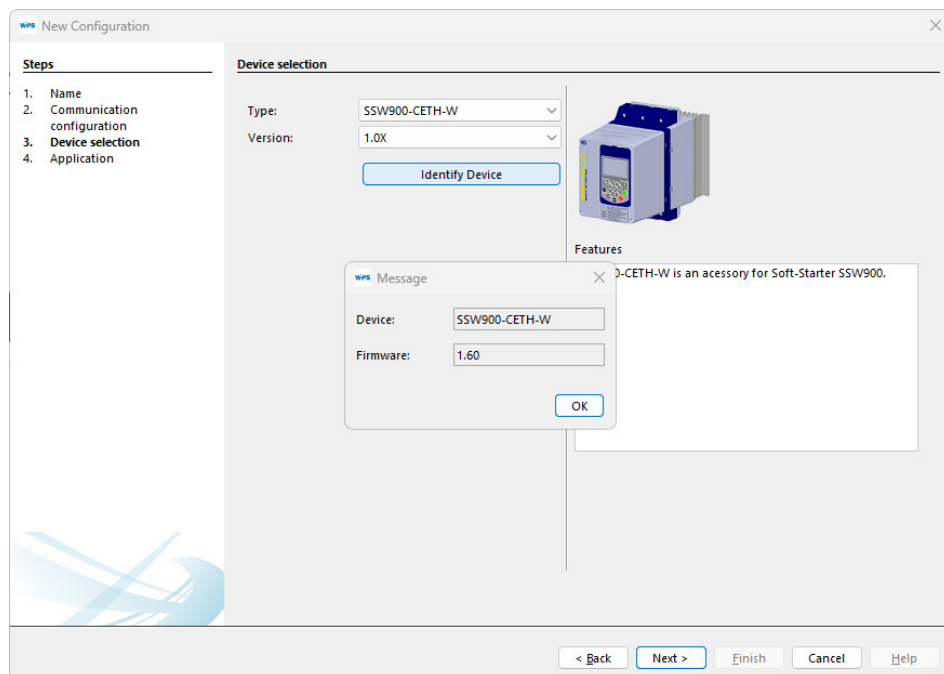 WPS New Configuration
Steps
1. Name
2. Communication
configuration
3. Device selection
4. Application
Device selection
Type: SSW900-CETH-W
Version: 1.0X
Identify Device
Features
0-CETH-W is an acessory for Soft-Starter SSW900.
WPS Message
Device: SSW900-CETH-W
Firmware: 1.60
OK
< Back Next > Finish Cancel Help